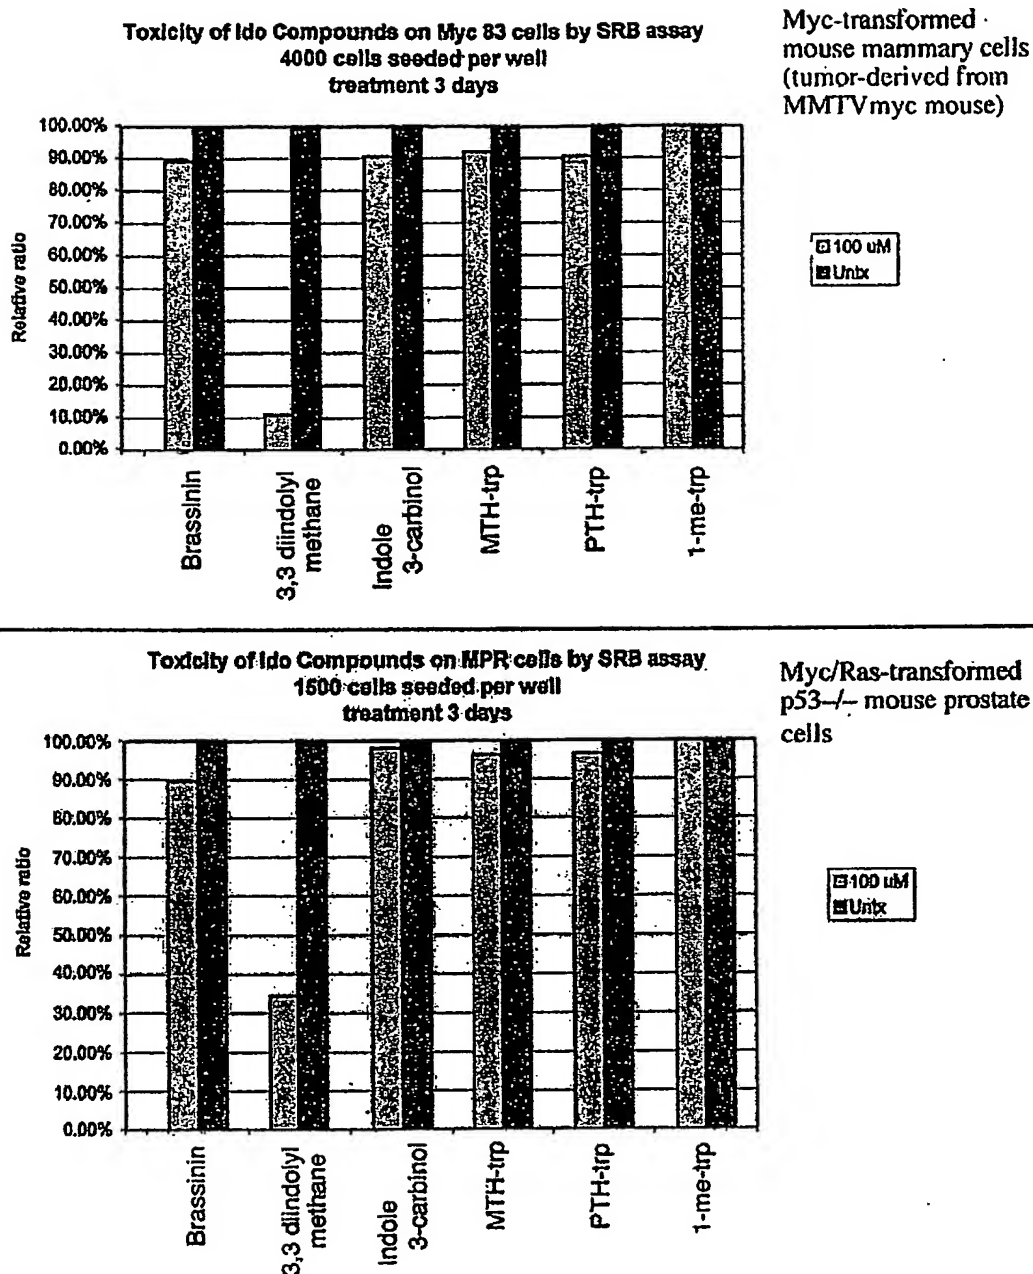 Toxicity of Ido Compounds on Myc 83 cells by SRB assay
4000 cells seeded per well
treatment 3 days
Myc-transformed
mouse mammary cells
(tumor-derived from
MMTVmyc mouse)
Relative ratio
100.00%
90.00%
80.00%
70.00%
60.00%
50.00%
40.00%
30.00%
20.00%
10.00%
0.00%
Brassinin
3,3 diindolyl
methane
Indole
3-carbinol
MTH-trp
PTH-trp
1-me-trp
100 uM
Untx
Toxicity of Ido Compounds on MPR cells by SRB assay
1500 cells seeded per well
treatment 3 days
Myc/Ras-transformed
p53-/- mouse prostate
cells
Relative ratio
100.00%
90.00%
80.00%
70.00%
60.00%
50.00%
40.00%
30.00%
20.00%
10.00%
0.00%
Brassinin
3,3 diindolyl
methane
Indole
3-carbinol
MTH-trp
PTH-trp
1-me-trp
100 uM
Untx